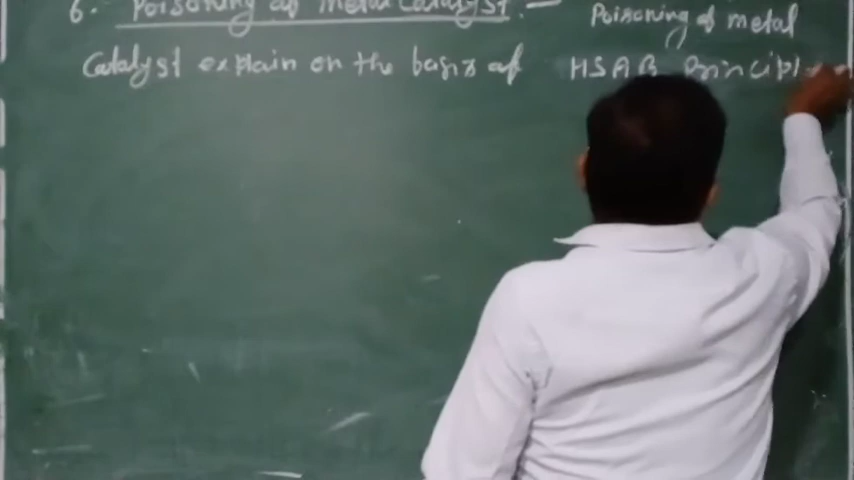 6. Poisoning of metal Catalyst. - Poisoning of metal
Catalyst explain on the basis of HSAB Principle